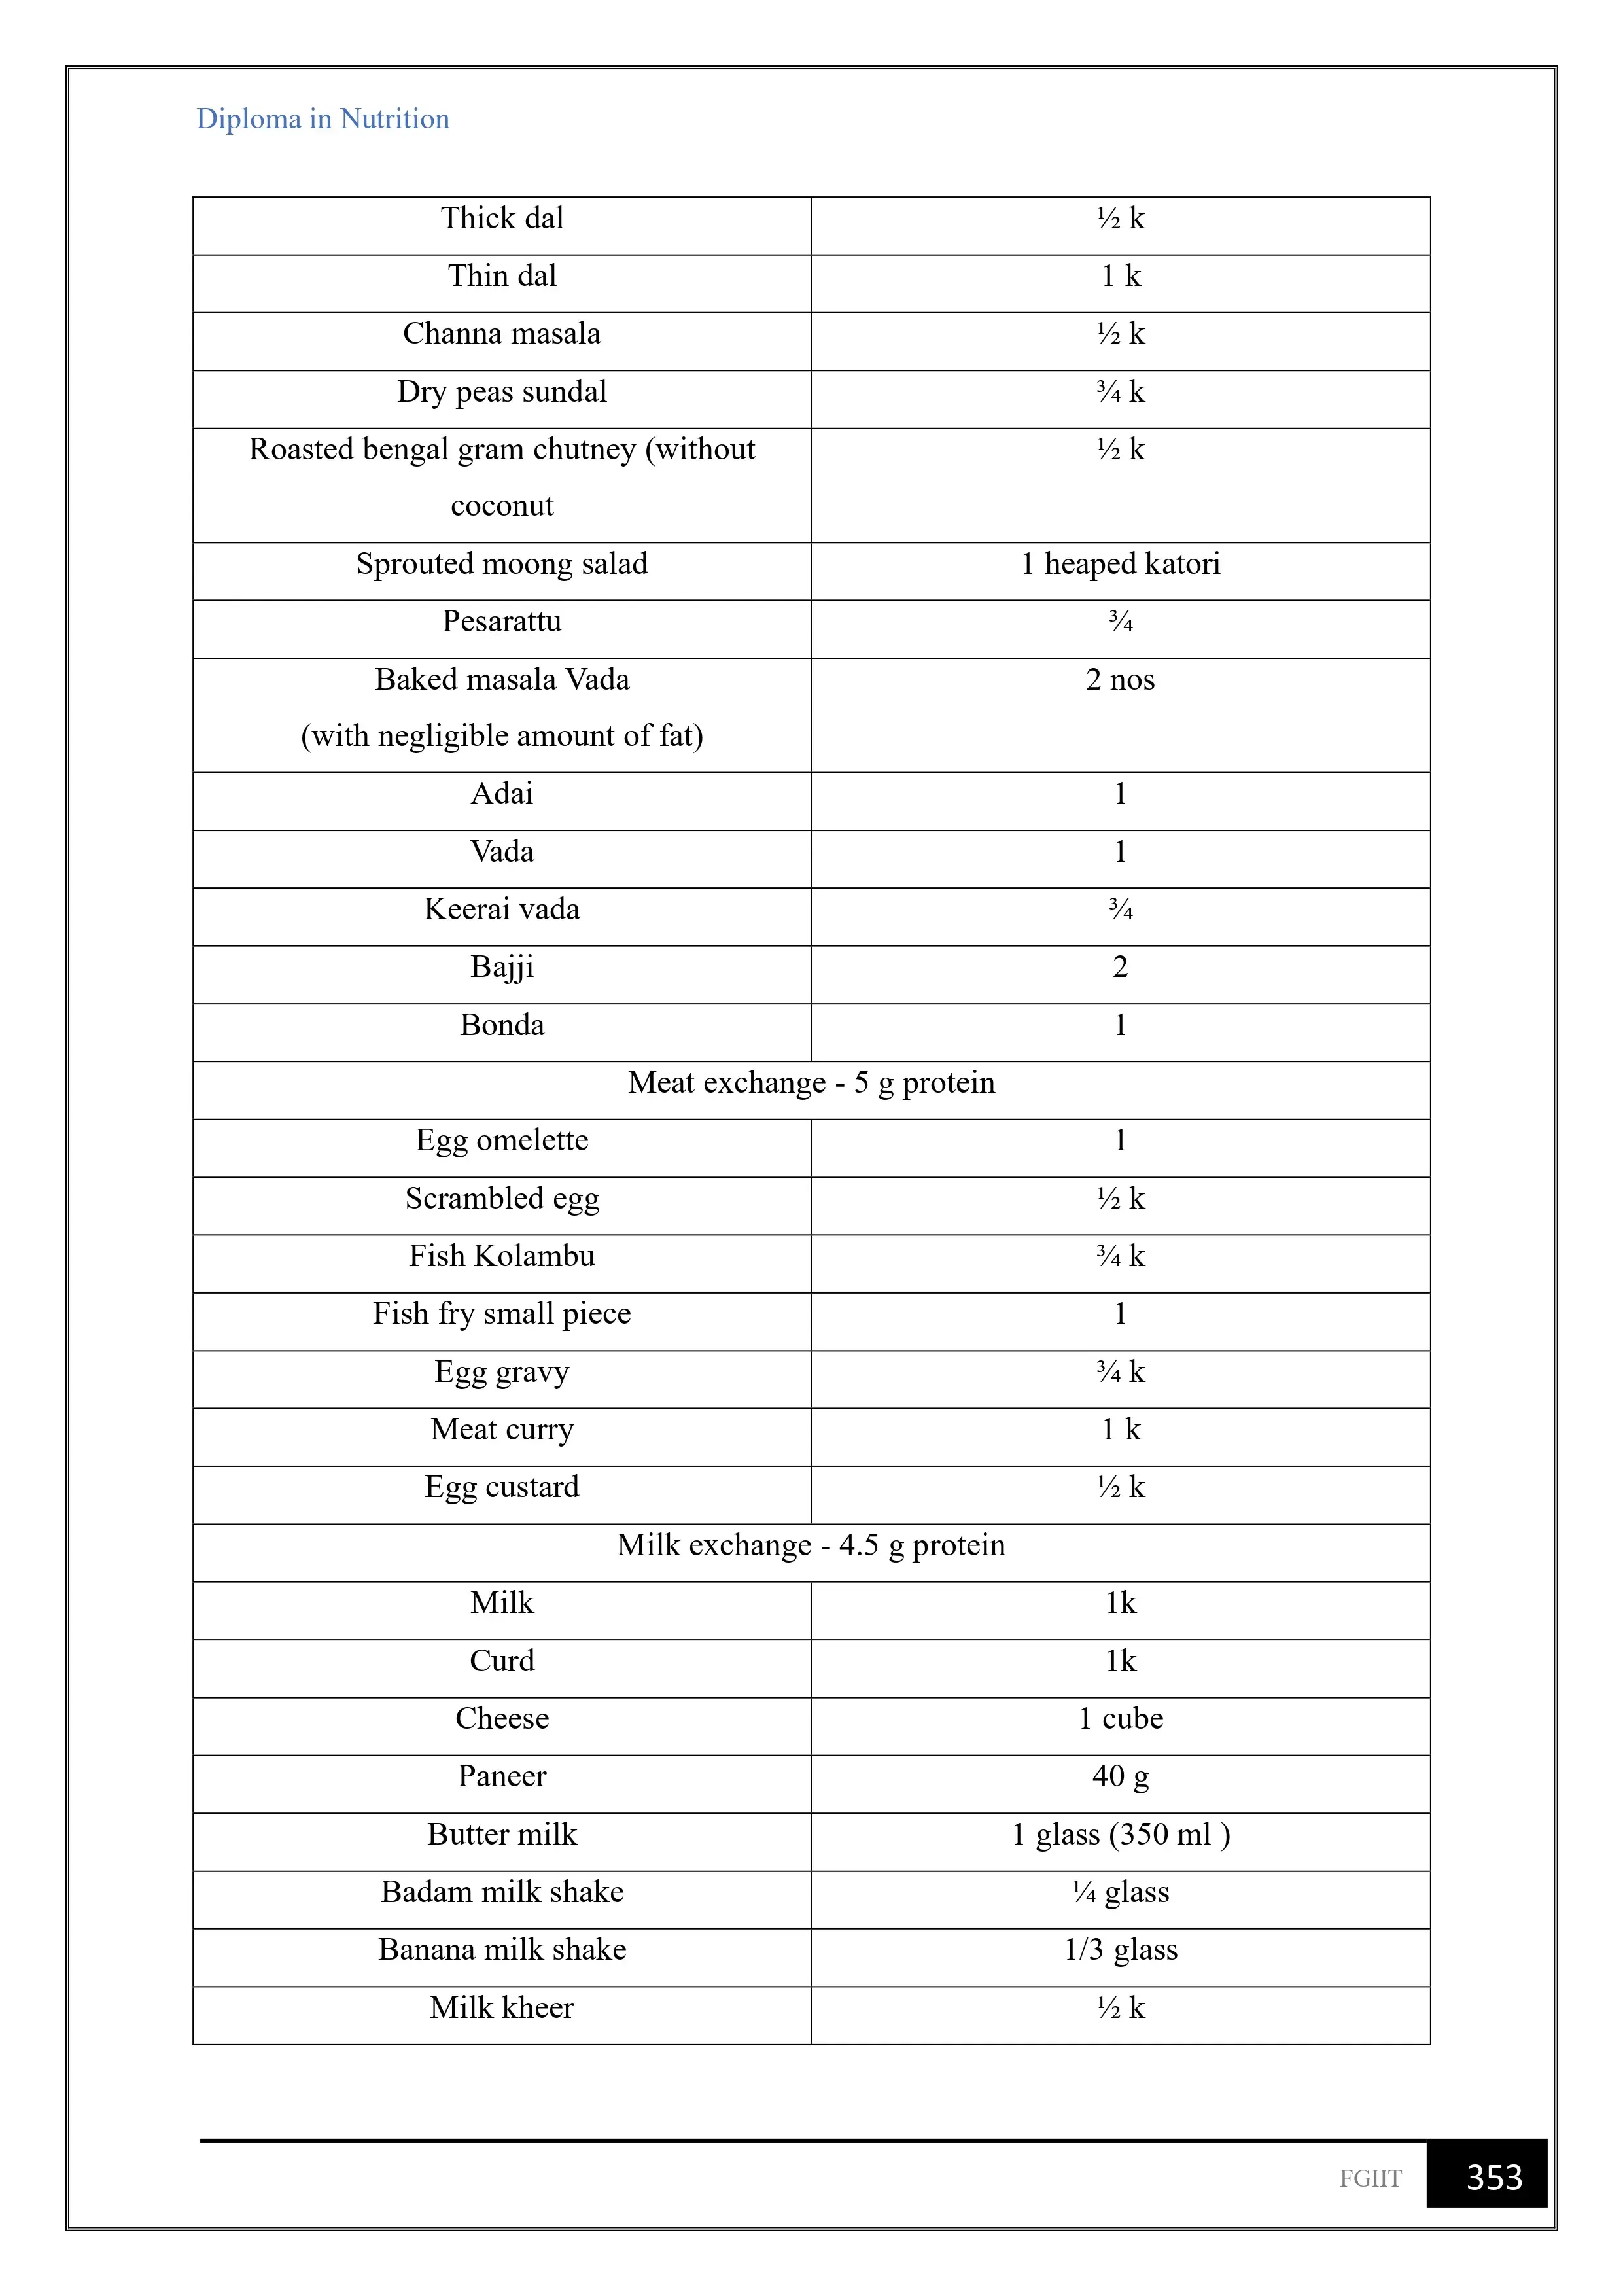 Diploma in Nutrition
Thick dal ½ k
Thin dal 1 k
Channa masala ½ k
Dry peas sundal ¾ k
Roasted bengal gram chutney (without ½ k
coconut
Sprouted moong salad 1 heaped katori
Pesarattu ¾
Baked masala Vada 2 nos
(with negligible amount of fat)
Adai 1
Vada 1
Keerai vada ¾
Bajji 2
Bonda 1
Meat exchange - 5 g protein
Egg omelette 1
Scrambled egg ½ k
Fish Kolambu ¾ k
Fish fry small piece 1
Egg gravy ¾ k
Meat curry 1 k
Egg custard ½ k
Milk exchange - 4.5 g protein
Milk 1k
Curd 1k
Cheese 1 cube
Paneer 40 g
Butter milk 1 glass (350 ml )
Badam milk shake ¼ glass
Banana milk shake 1/3 glass
Milk kheer ½ k
FGIIT 353